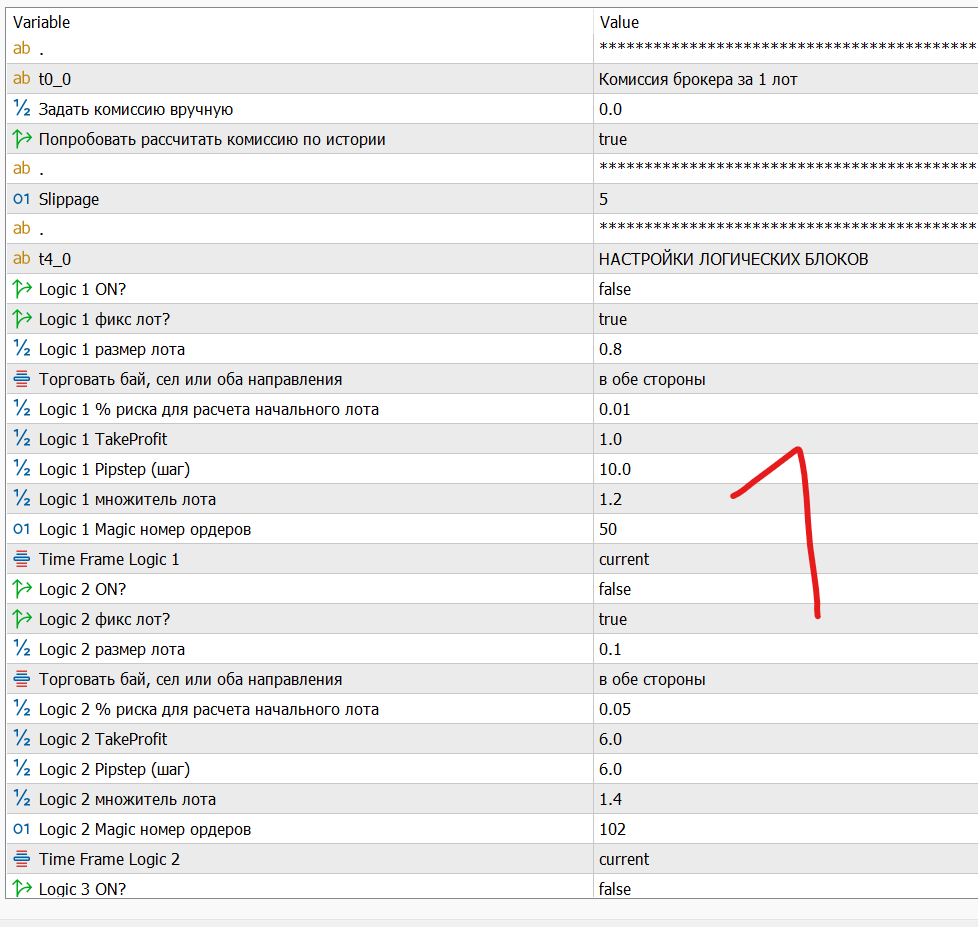 Variable Value
ab . ******************************************
ab t0_0 Комиссия брокера за 1 лот
½ Задать комиссию вручную 0.0
Попробовать рассчитать комиссию по истории true
ab . ******************************************
01 Slippage 5
ab . ******************************************
ab t4_0 НАСТРОЙКИ ЛОГИЧЕСКИХ БЛОКОВ
Logic 1 ON? false
Logic 1 фикс лот? true
½ Logic 1 размер лота 0.8
Торговать бай, сел или оба направления в обе стороны
½ Logic 1 % риска для расчета начального лота 0.01
½ Logic 1 TakeProfit 1.0
½ Logic 1 Pipstep (шаг) 10.0
½ Logic 1 множитель лота 1.2
01 Logic 1 Magic номер ордеров 50
Time Frame Logic 1 current
Logic 2 ON? false
Logic 2 фикс лот? true
½ Logic 2 размер лота 0.1
Торговать бай, сел или оба направления в обе стороны
½ Logic 2 % риска для расчета начального лота 0.05
½ Logic 2 TakeProfit 6.0
½ Logic 2 Pipstep (шаг) 6.0
½ Logic 2 множитель лота 1.4
01 Logic 2 Magic номер ордеров 102
Time Frame Logic 2 current
Logic 3 ON? false
1